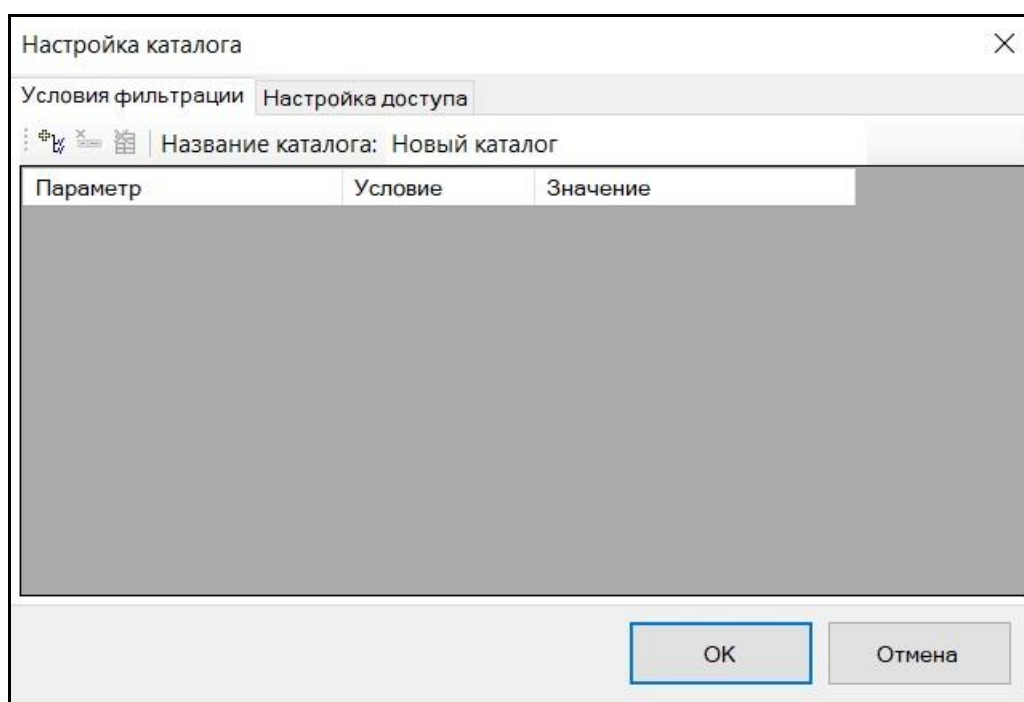 Настройка каталога
Условия фильтрации Настройка доступа
Название каталога: Новый каталог
Параметр Условие Значение
OK Отмена